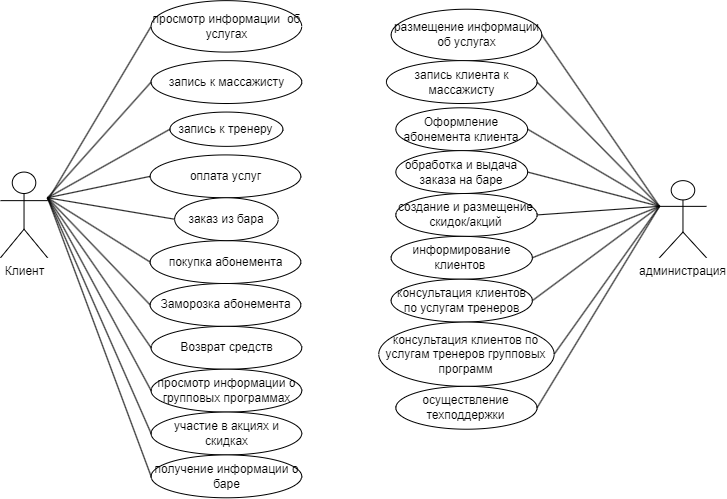 просмотр информации об
услугах
запись к массажисту
запись к тренеру
оплата услуг
заказ из бара
покупка абонемента
Заморозка абонемента
Возврат средств
просмотр информации о
групповых программах
участие в акциях и
скидках
получение информации о
баре
Клиент
размещение информации
об услугах
запись клиента к
массажисту
Оформление
абонемента клиента
обработка и выдача
заказа на баре
создание и размещение
скидок/акций
информирование
клиентов
консультация клиентов
по услугам тренеров
консультация клиентов по
услугам тренеров групповых
программ
осуществление
техподдержки
администрация